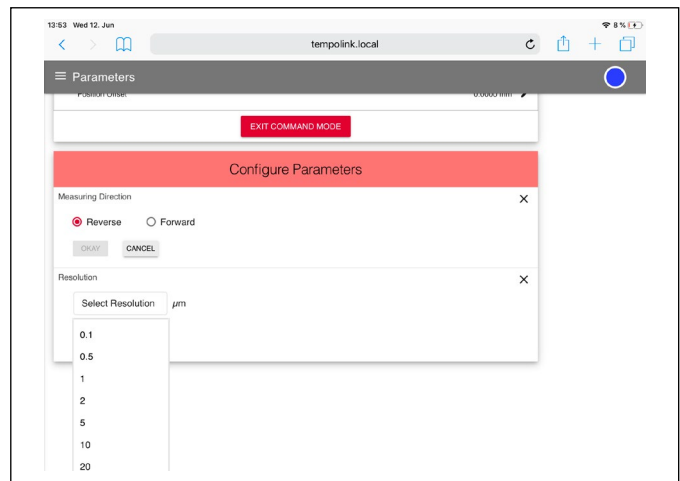 13:53 Wed 12. Jun 8 %
tempolink.local
Parameters
Position Offset 0.0000 mm
EXIT COMMAND MODE
Configure Parameters
Measuring Direction
Reverse Forward
OKAY CANCEL
Resolution
Select Resolution µm
0.1
0.5
1
2
5
10
20